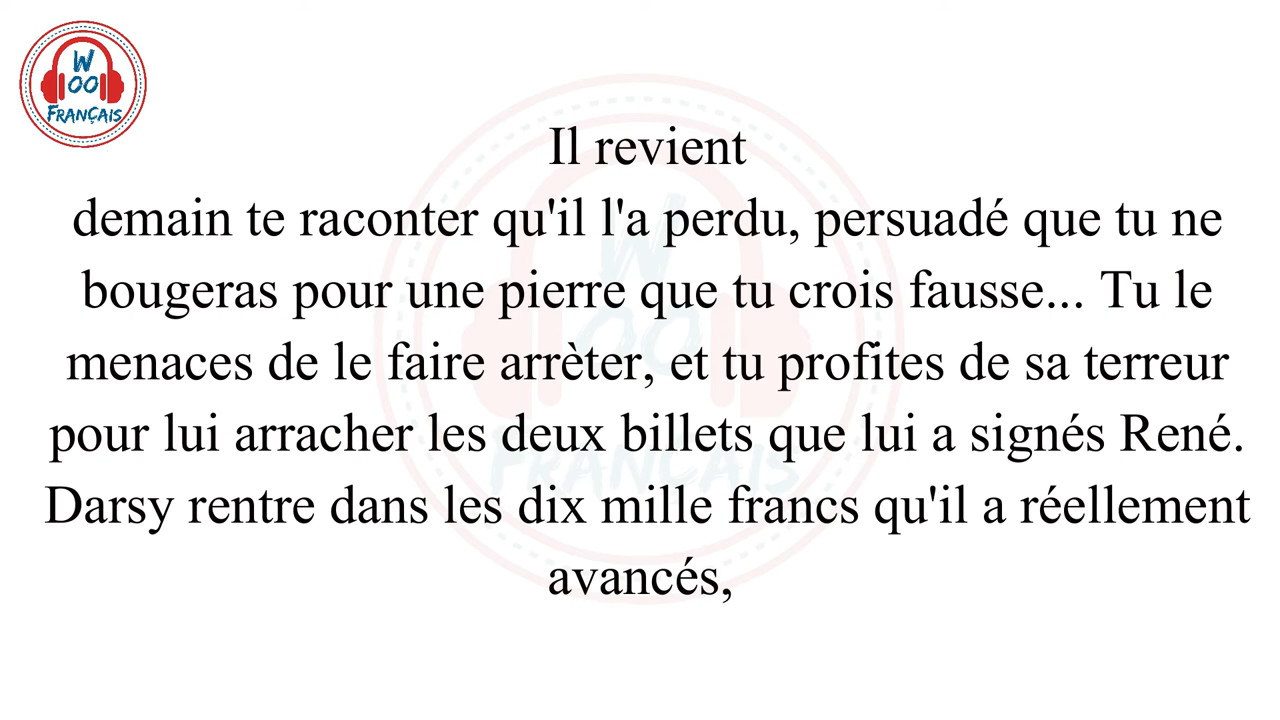 W
OO
FRANÇAIS
Il revient
demain te raconter qu'il l'a perdu, persuadé que tu ne
bougeras pour une pierre que tu crois fausse... Tu le
menaces de le faire arrèter, et tu profites de sa terreur
pour lui arracher les deux billets que lui a signés René.
Darsy rentre dans les dix mille francs qu'il a réellement
avancés,
W
OO
FRANÇAIS